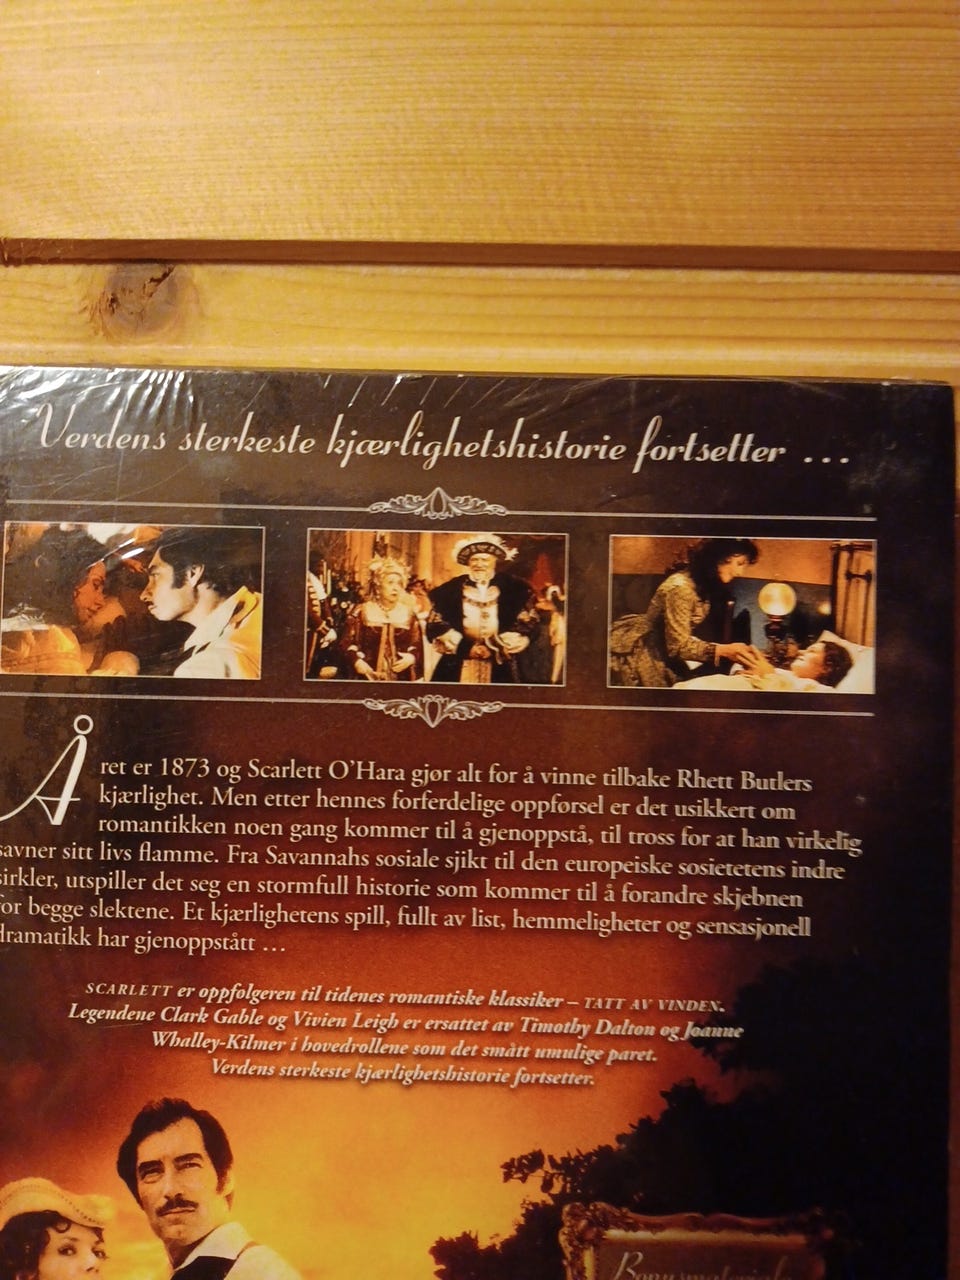 Verdens sterkeste kjærlighetshistorie fortsetter ...
Året er 1873 og Scarlett O'Hara gjør alt for å vinne tilbake Rhett Butlers
kjærlighet. Men etter hennes forferdelige oppførsel er det usikkert om
romantikken noen gang kommer til å gjenoppstå, til tross for at han virkelig
savner sitt livs flamme. Fra Savannahs sosiale sjikt til den europeiske sosietetens indre
sirkler, utspiller det seg en stormfull historie som kommer til å forandre skjebnen
for begge slektene. Et kjærlighetens spill, fullt av list, hemmeligheter og sensasjonell
dramatikk har gjenoppstått ...
SCARLETT er oppfølgeren til tidenes romantiske klassiker – TATT AV VINDEN.
Legendene Clark Gable og Vivien Leigh er ersattet av Timothy Dalton og Joanne
Whalley-Kilmer i hovedrollene som det smått umulige paret.
Verdens sterkeste kjærlighetshistorie fortsetter.